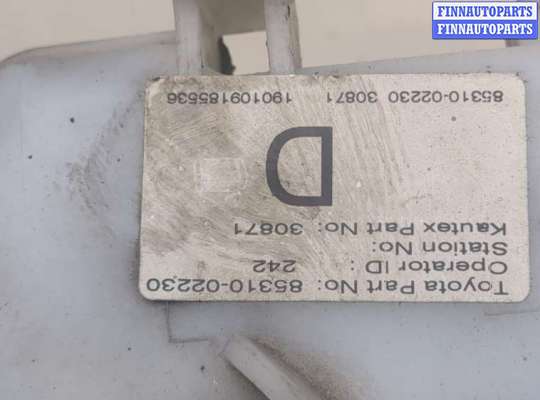 FINNAUTOPARTS
FINNAUTOPARTS
Toyota Part No: 85310-02230
Operator ID : 242
Station No:
Kautex Part No: 30871
D
85310-02230 30871 190109185536